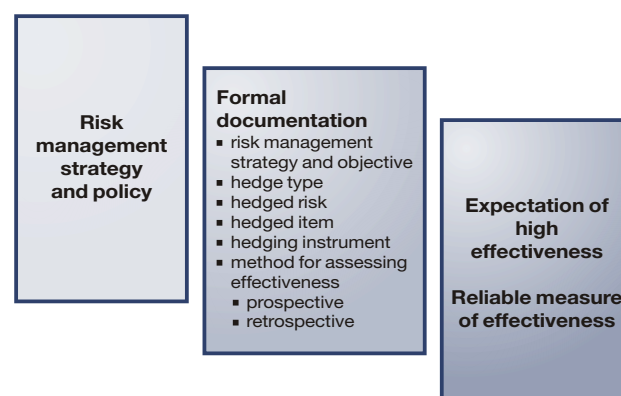 Risk
management
strategy
and policy
Formal
documentation
▪ risk management
strategy and objective
▪ hedge type
▪ hedged risk
▪ hedged item
▪ hedging instrument
▪ method for assessing
effectiveness
▪ prospective
▪ retrospective
Expectation of
high
effectiveness
Reliable measure
of effectiveness